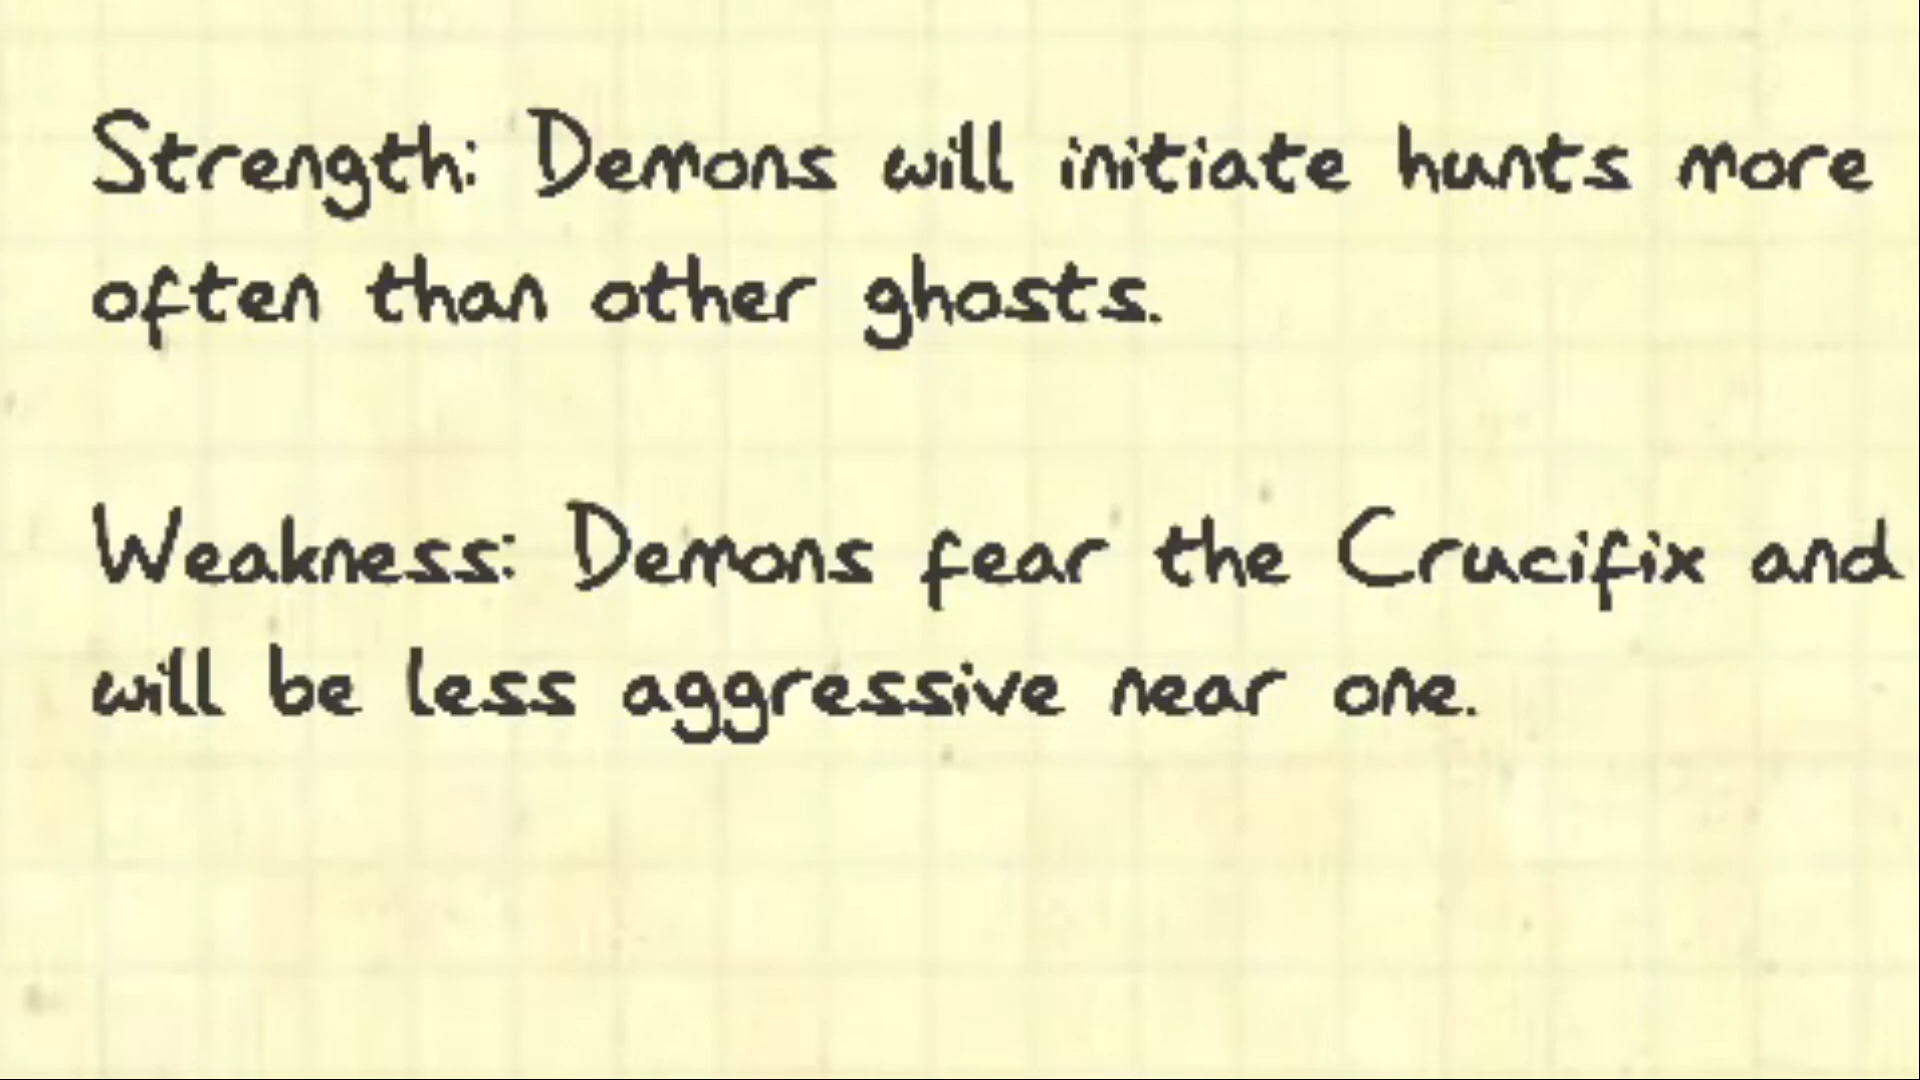 Strength: Demons will initiate hunts more
often than other ghosts.
Weakness: Demons fear the Crucifix and
will be less aggressive near one.